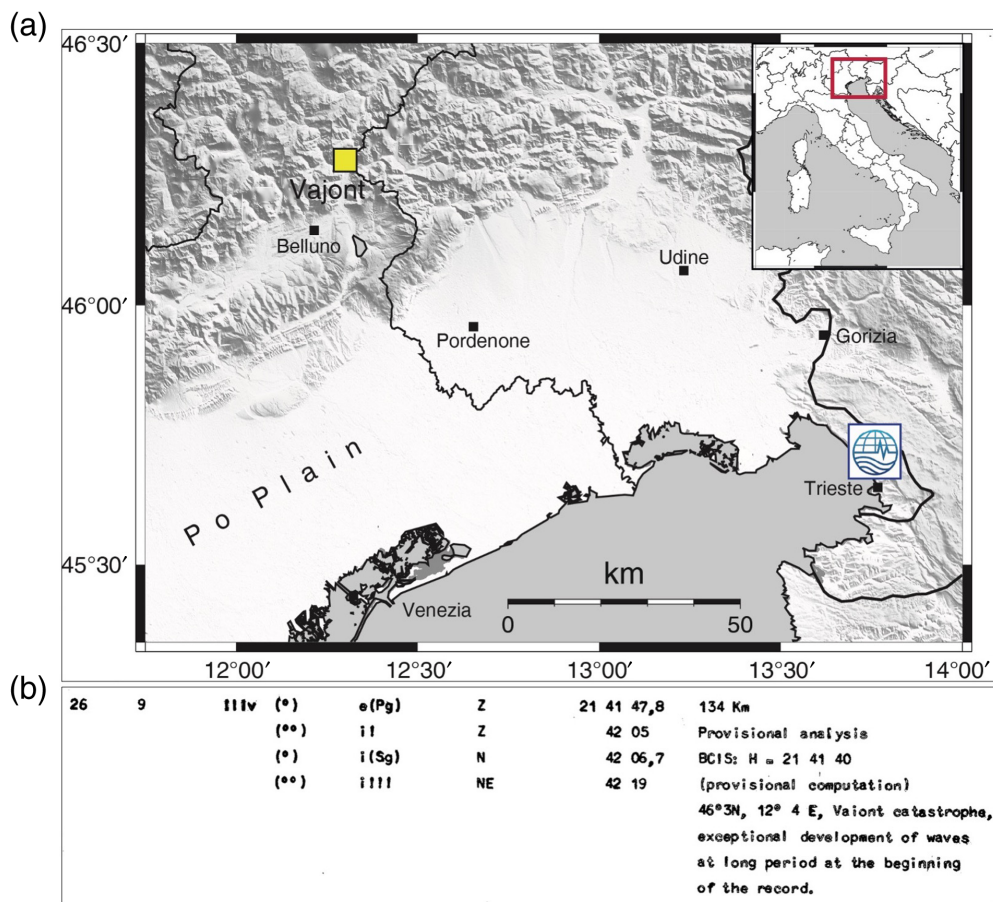 (a)
46°30′
Vajont
Belluno
Udine
46°00′
Pordenone
Gorizia
Po Plain
Trieste
45°30′
km
Venezia
0 50
12°00′ 12°30′ 13°00′ 13°30′ 14°00′
(b)
26 9 IIIv (°) e(Pg) Z 21 41 47,8 134 Km
(°°) i! Z 42 05 Provisional analysis
(°) i(Sg) N 42 06,7 BCIS: H = 21 41 40
(°°) i!!! NE 42 19 (provisional computation)
46°3N, 12° 4 E, Vaiont catastrophe,
exceptional development of waves
at long period at the beginning
of the record.